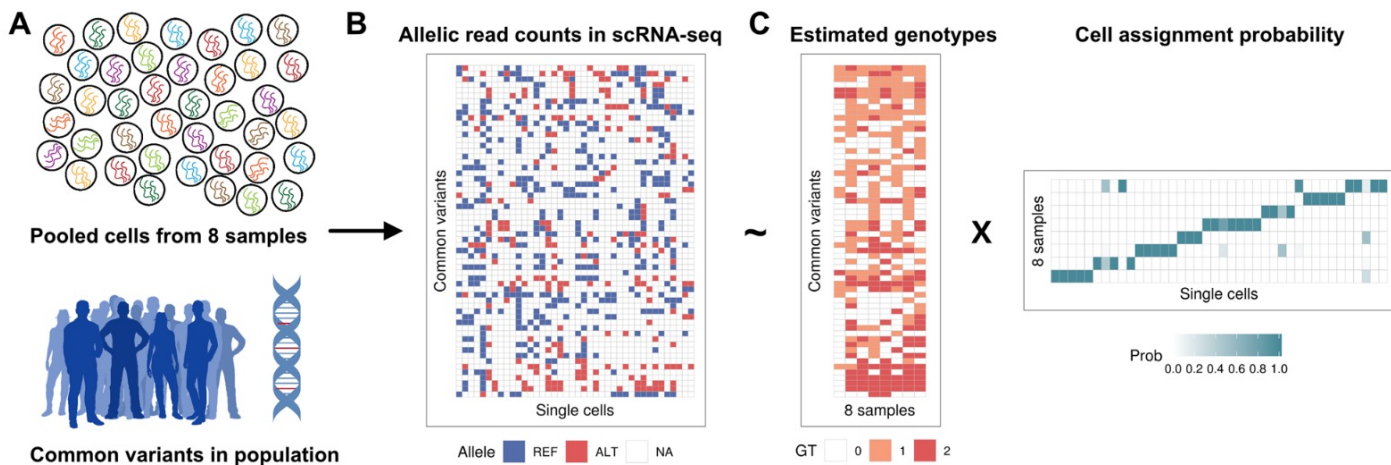 A
Pooled cells from 8 samples
Common variants in population
B
Allelic read counts in scRNA-seq
Common variants
Single cells
Allele REF ALT NA
~
C
Estimated genotypes
Common variants
8 samples
GT 0 1 2
X
Cell assignment probability
8 samples
Single cells
Prob
0.0 0.2 0.4 0.6 0.8 1.0